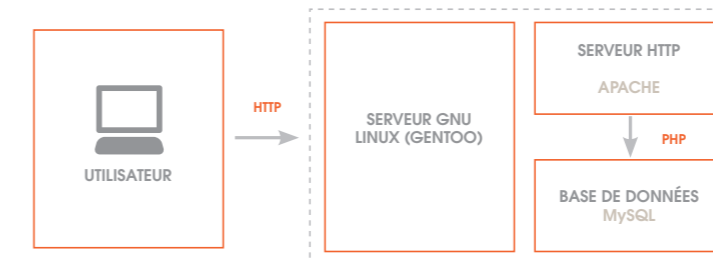 UTILISATEUR
HTTP
SERVEUR GNU
LINUX (GENTOO)
SERVEUR HTTP
APACHE
PHP
BASE DE DONNÉES
MySQL